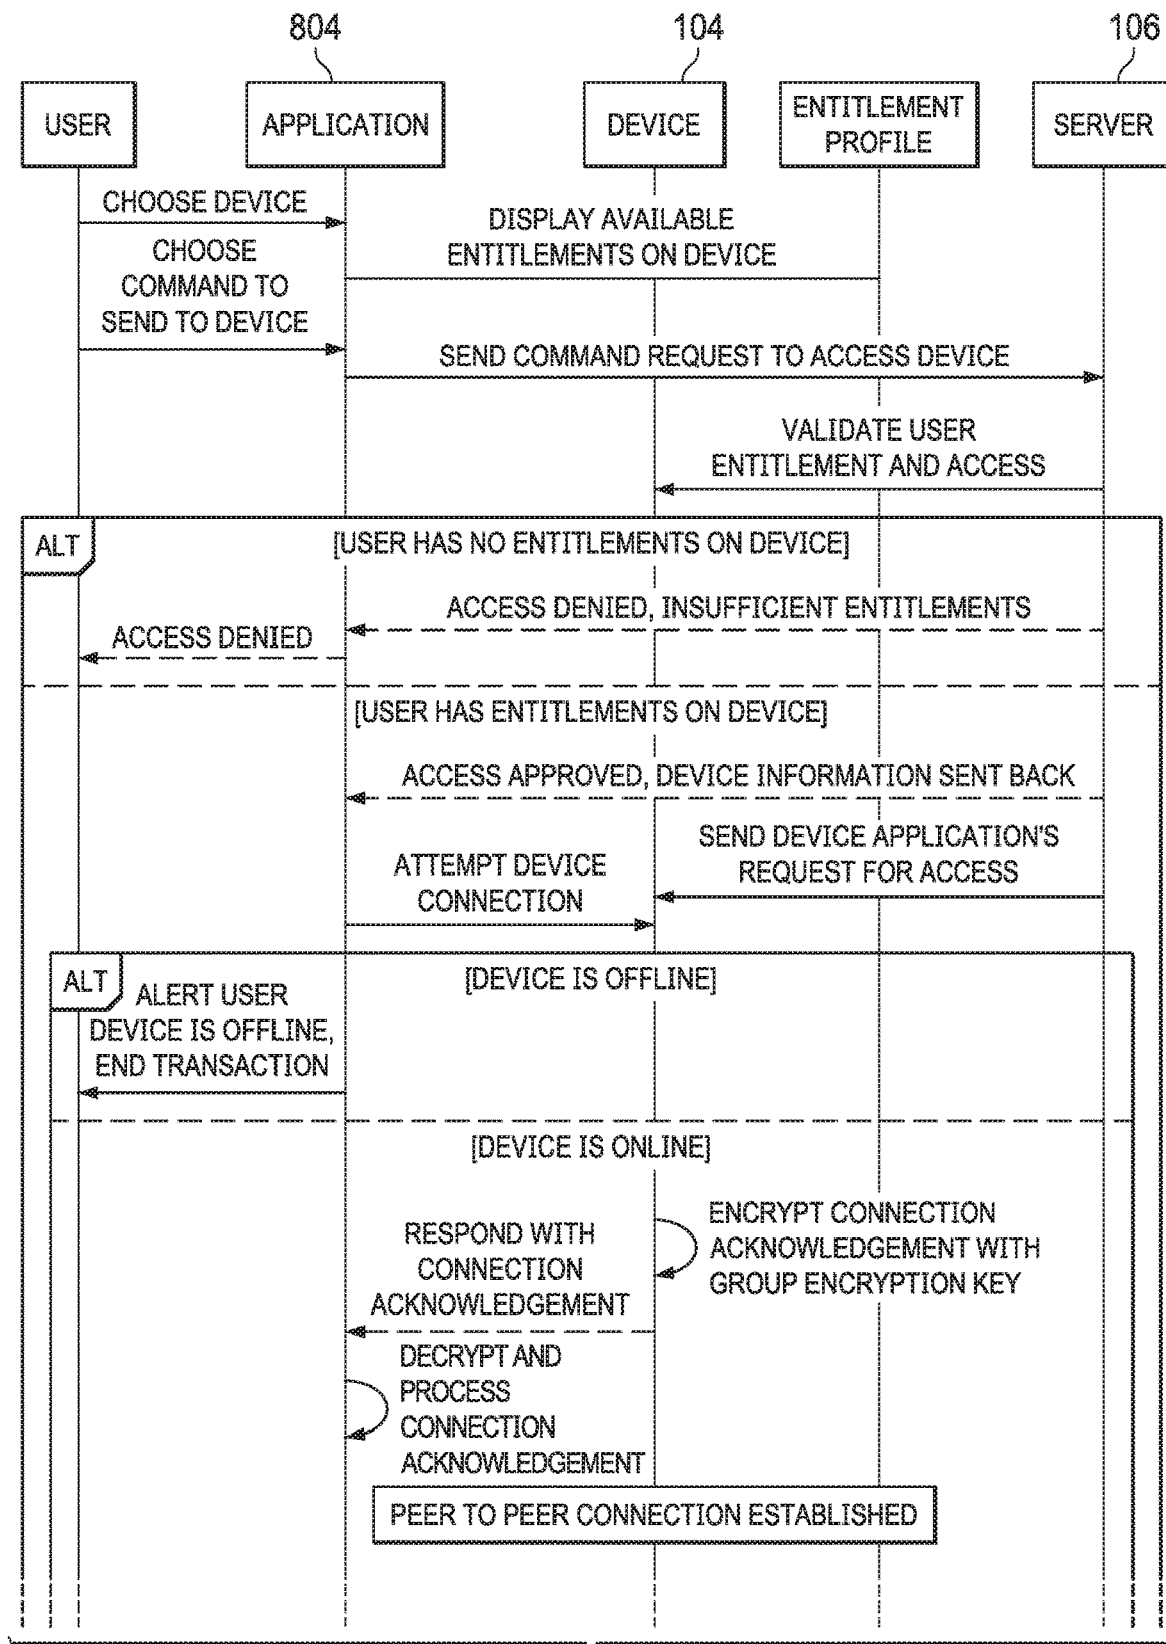 804
104
106
USER
APPLICATION
DEVICE
ENTITLEMENT
PROFILE
SERVER
CHOOSE DEVICE
DISPLAY AVAILABLE
ENTITLEMENTS ON DEVICE
CHOOSE
COMMAND TO
SEND TO DEVICE
SEND COMMAND REQUEST TO ACCESS DEVICE
VALIDATE USER
ENTITLEMENT AND ACCESS
ALT
[USER HAS NO ENTITLEMENTS ON DEVICE]
ACCESS DENIED, INSUFFICIENT ENTITLEMENTS
ACCESS DENIED
[USER HAS ENTITLEMENTS ON DEVICE]
ACCESS APPROVED, DEVICE INFORMATION SENT BACK
SEND DEVICE APPLICATION'S
REQUEST FOR ACCESS
ATTEMPT DEVICE
CONNECTION
ALT
[DEVICE IS OFFLINE]
ALERT USER
DEVICE IS OFFLINE,
END TRANSACTION
[DEVICE IS ONLINE]
ENCRYPT CONNECTION
ACKNOWLEDGEMENT WITH
GROUP ENCRYPTION KEY
RESPOND WITH
CONNECTION
ACKNOWLEDGEMENT
DECRYPT AND
PROCESS
CONNECTION
ACKNOWLEDGEMENT
PEER TO PEER CONNECTION ESTABLISHED